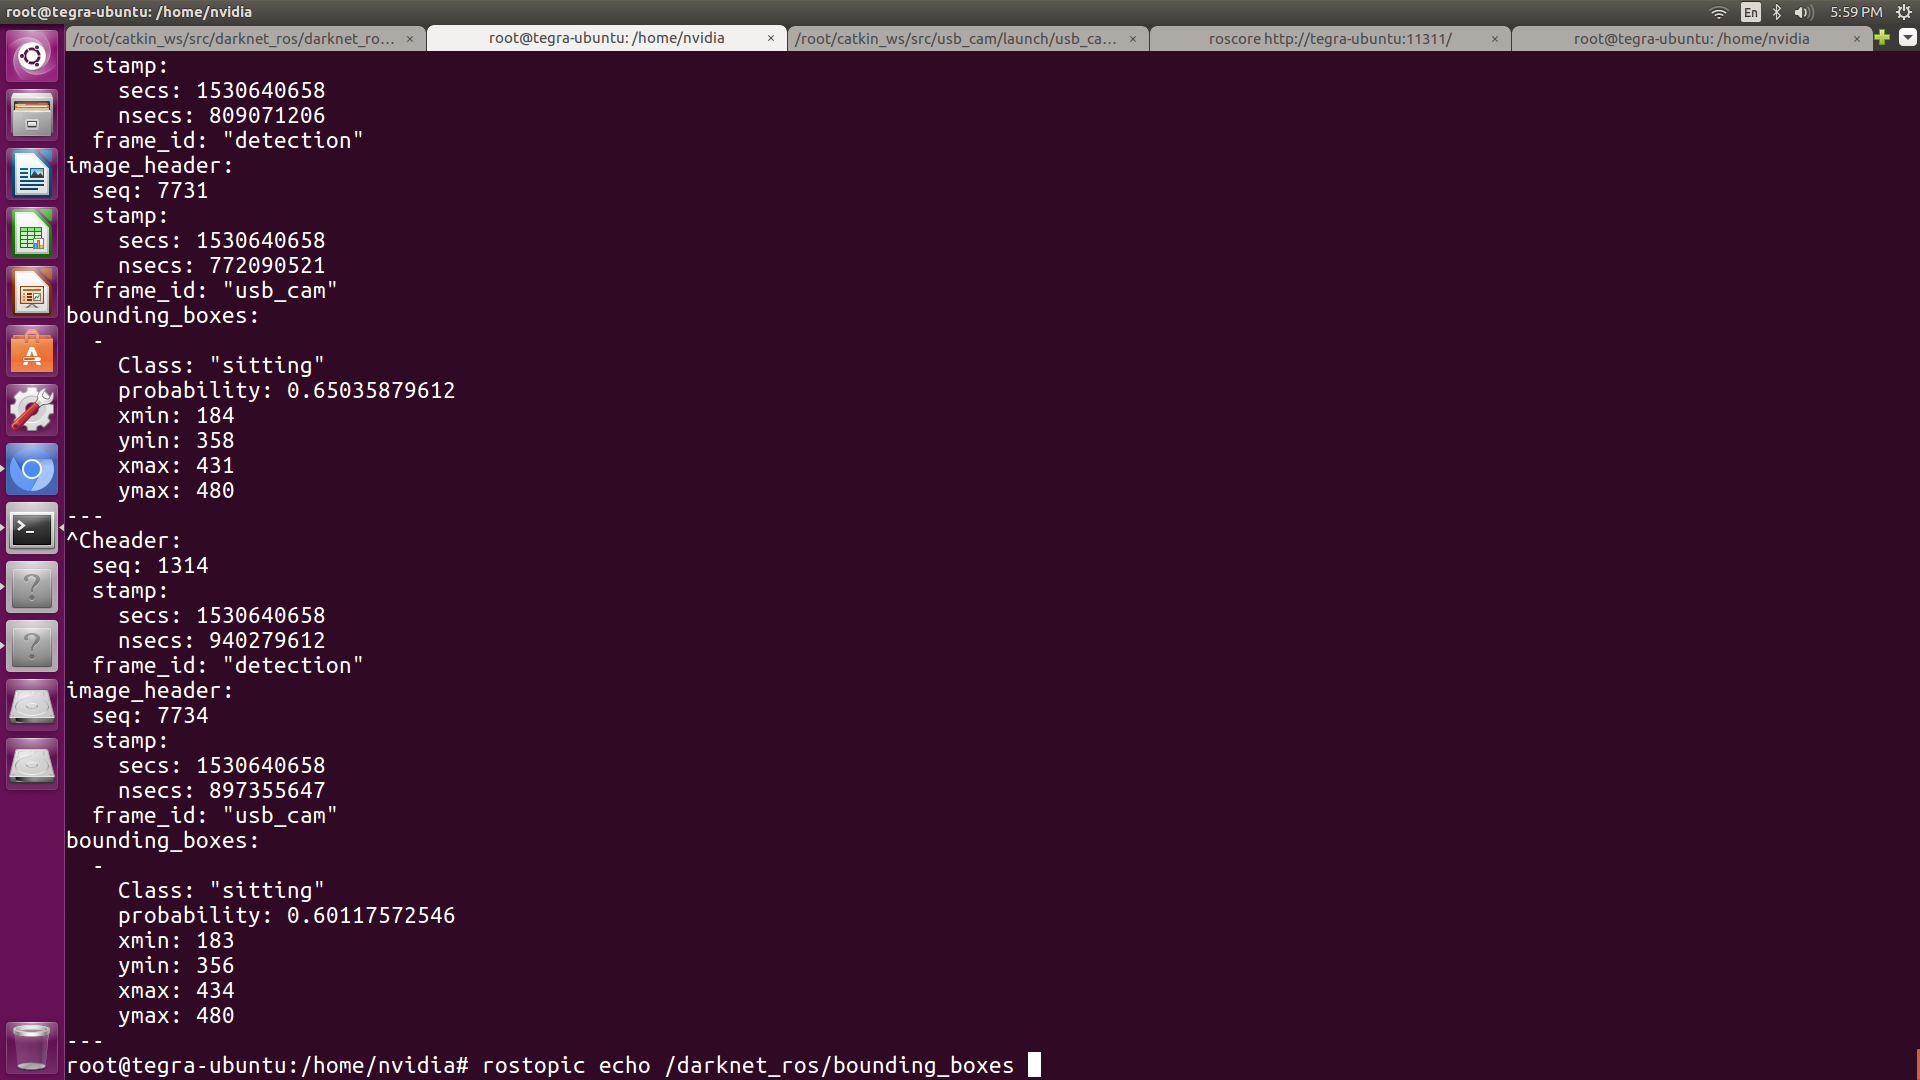 root@tegra-ubuntu: /home/nvidia
En
5:59 PM
/root/catkin_ws/src/darknet_ros/darknet_ro... ×
root@tegra-ubuntu: /home/nvidia ×
/root/catkin_ws/src/usb_cam/launch/usb_ca... ×
roscore http://tegra-ubuntu:11311/ ×
root@tegra-ubuntu: /home/nvidia ×
  stamp:
    secs: 1530640658
    nsecs: 809071206
  frame_id: "detection"
image_header:
  seq: 7731
  stamp:
    secs: 1530640658
    nsecs: 772090521
  frame_id: "usb_cam"
bounding_boxes:
  -
    Class: "sitting"
    probability: 0.65035879612
    xmin: 184
    ymin: 358
    xmax: 431
    ymax: 480
---
^Cheader:
  seq: 1314
  stamp:
    secs: 1530640658
    nsecs: 940279612
  frame_id: "detection"
image_header:
  seq: 7734
  stamp:
    secs: 1530640658
    nsecs: 897355647
  frame_id: "usb_cam"
bounding_boxes:
  -
    Class: "sitting"
    probability: 0.60117572546
    xmin: 183
    ymin: 356
    xmax: 434
    ymax: 480
---
root@tegra-ubuntu:/home/nvidia# rostopic echo /darknet_ros/bounding_boxes